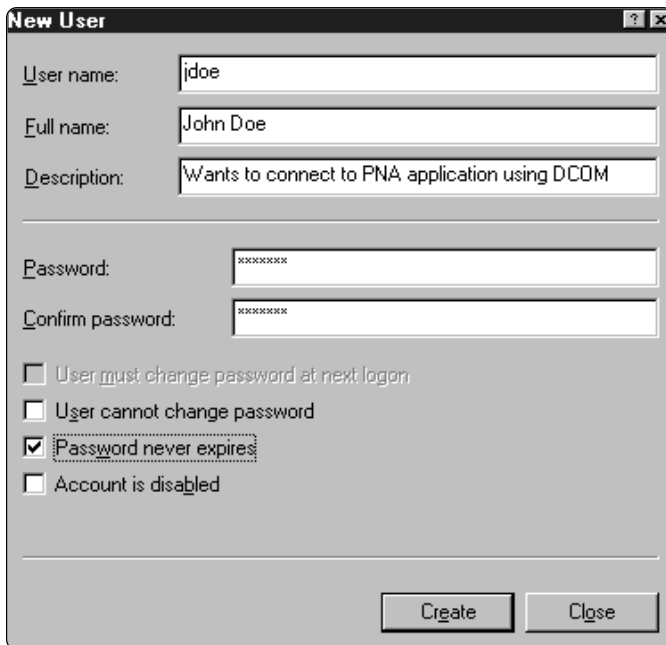 New User
User name: jdoe
Full name: John Doe
Description: Wants to connect to PNA application using DCOM
Password: *******
Confirm password: *******
User must change password at next logon
User cannot change password
Password never expires
Account is disabled
Create Close